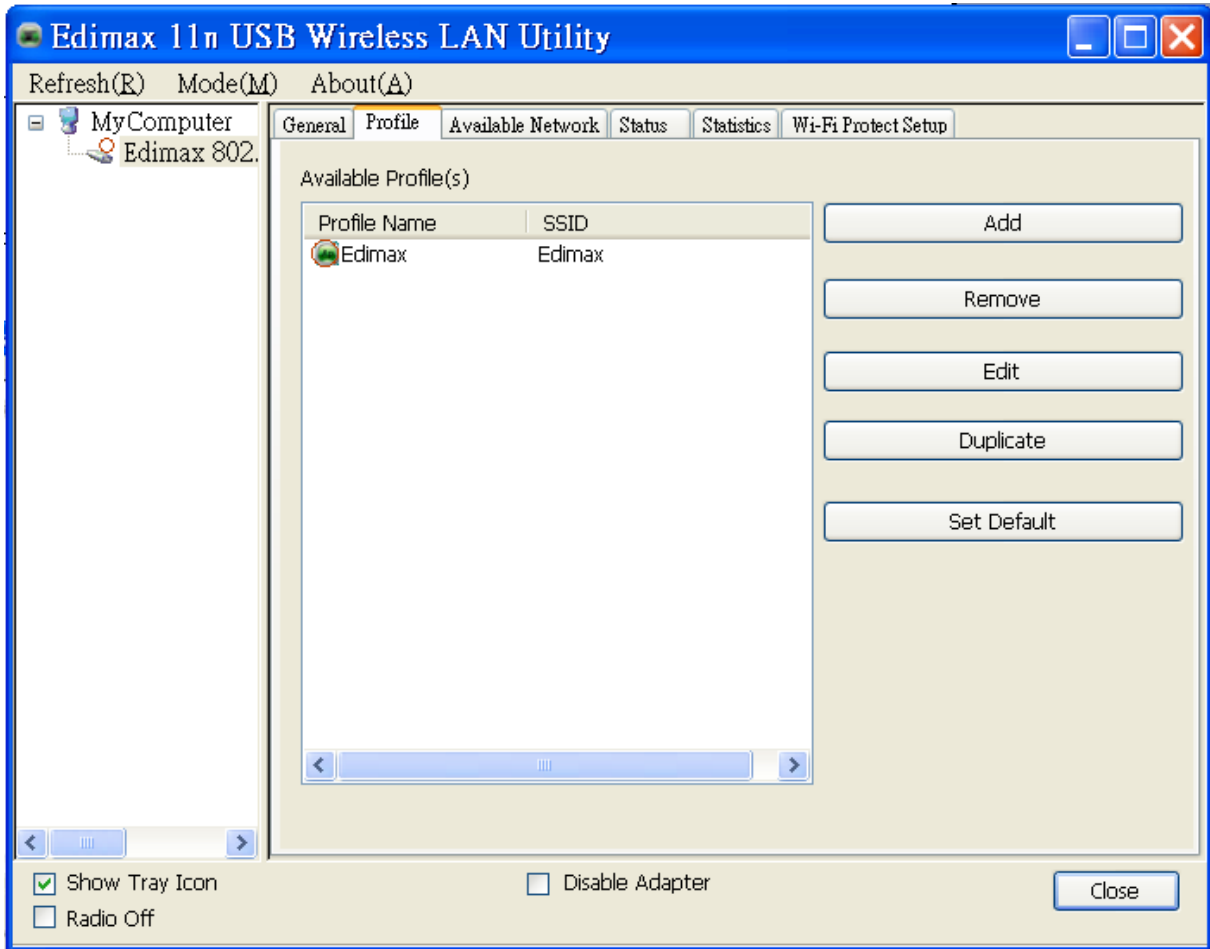 Edimax 11n USB Wireless LAN Utility
Refresh(R) Mode(M) About(A)
MyComputer
Edimax 802.
General Profile Available Network Status Statistics Wi-Fi Protect Setup
Available Profile(s)
Profile Name SSID
Edimax Edimax
Add
Remove
Edit
Duplicate
Set Default
Show Tray Icon
Radio Off
Disable Adapter
Close